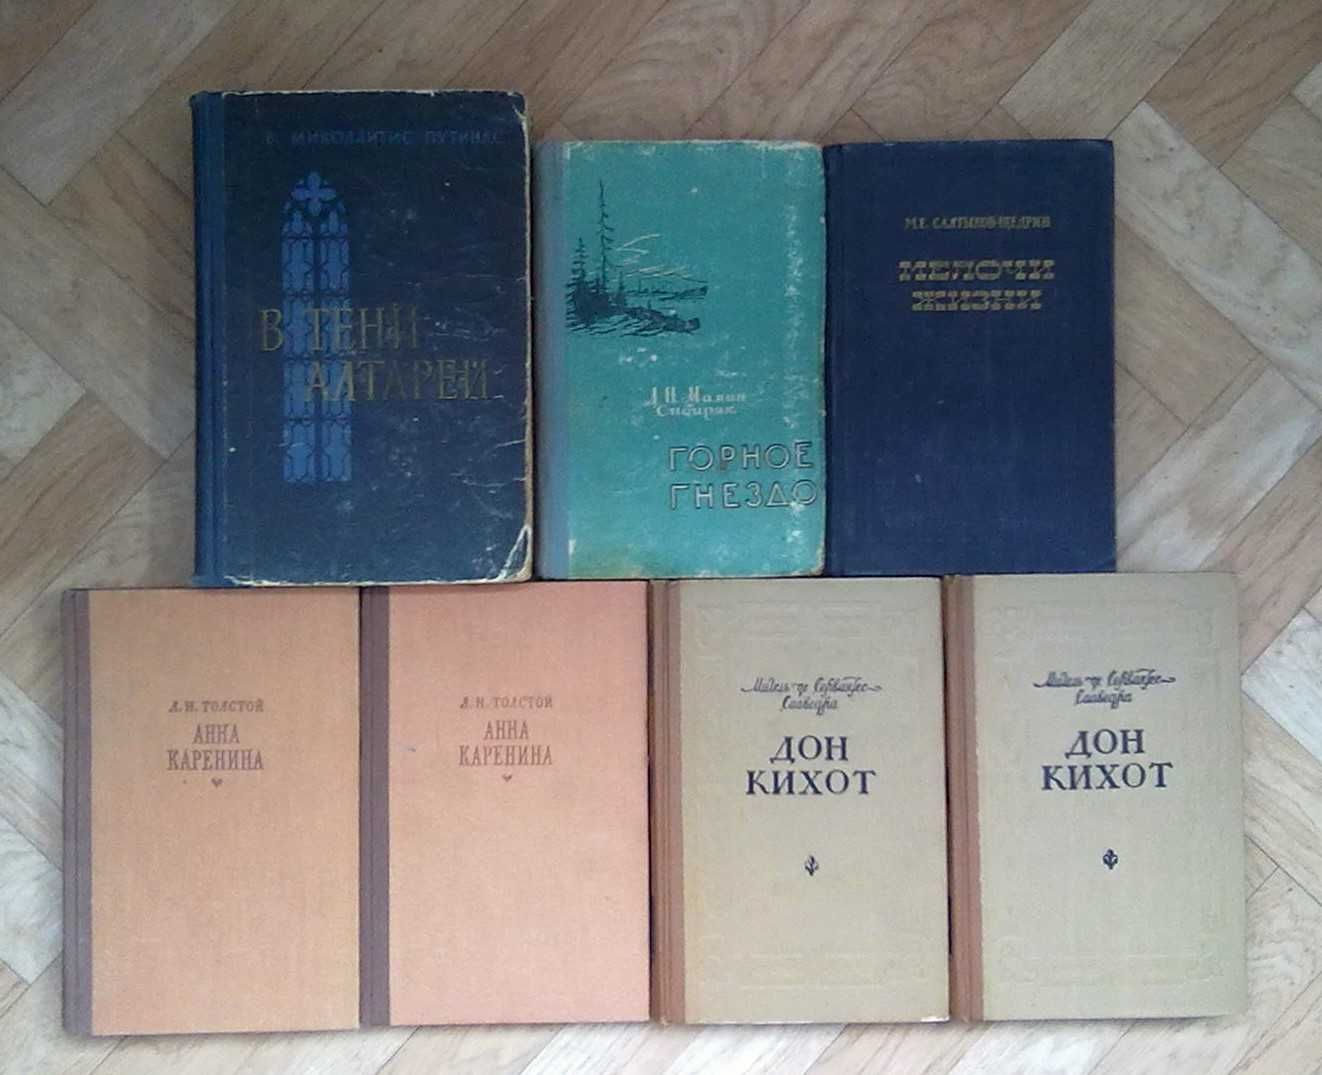 В. МИКОЛАЙТИС-ПУТИНАС
В ТЕНИ
АЛТАРЕЙ
Д. Н. Мамин
Сибиряк
ГОРНОЕ
ГНЕЗДО
М.Е. САЛТЫКОВ-ЩЕДРИН
МЕЛОЧИ
ЖИЗНИ
Л. Н. ТОЛСТОЙ
АННА
КАРЕНИНА
Л. Н. ТОЛСТОЙ
АННА
КАРЕНИНА
Мигель де Сервантес
Сааведра
ДОН
КИХОТ
Мигель де Сервантес
Сааведра
ДОН
КИХОТ